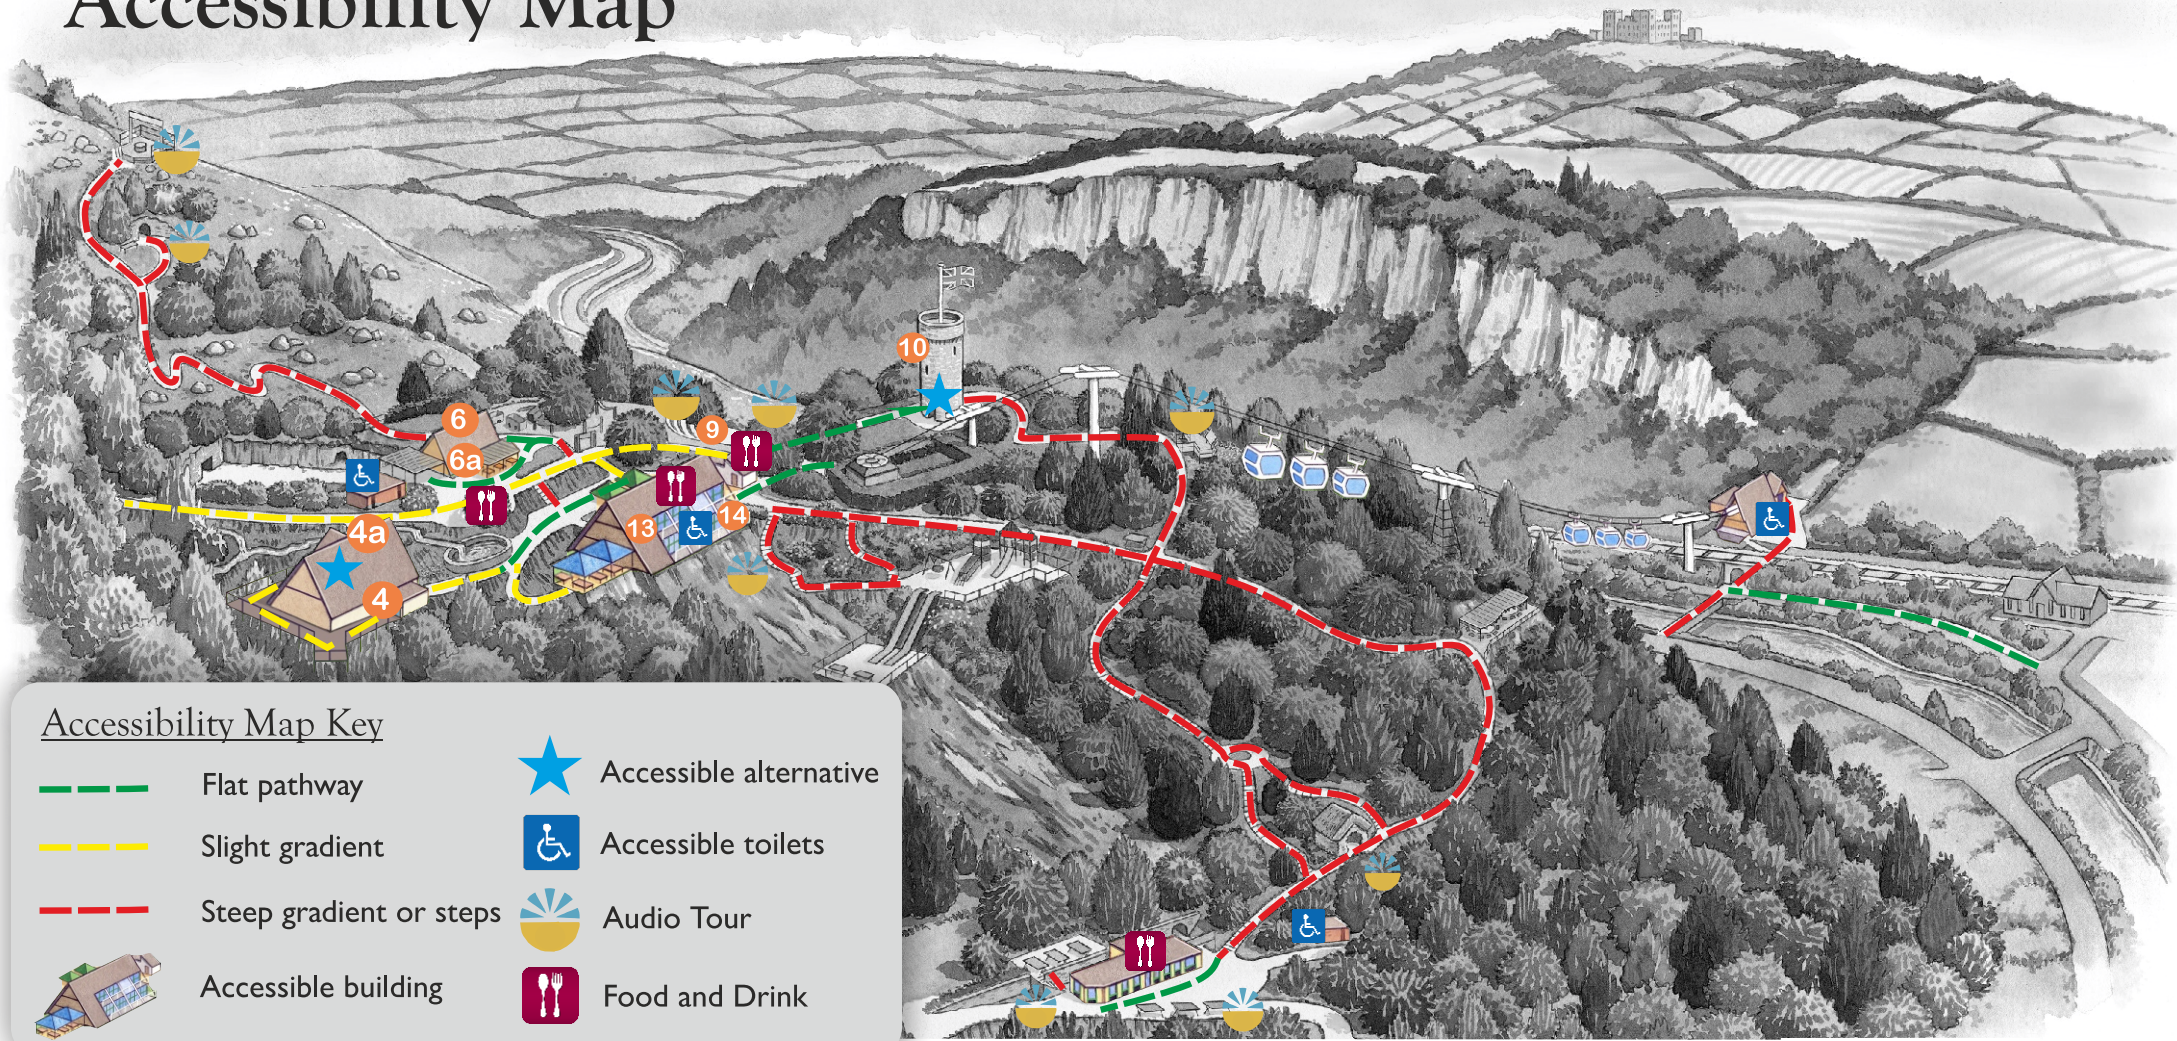 Accessibility Map
10
6
9
6a
14
13
4a
4
Accessibility Map Key
Flat pathway
Slight gradient
Steep gradient or steps
Accessible building
Accessible alternative
Accessible toilets
Audio Tour
Food and Drink